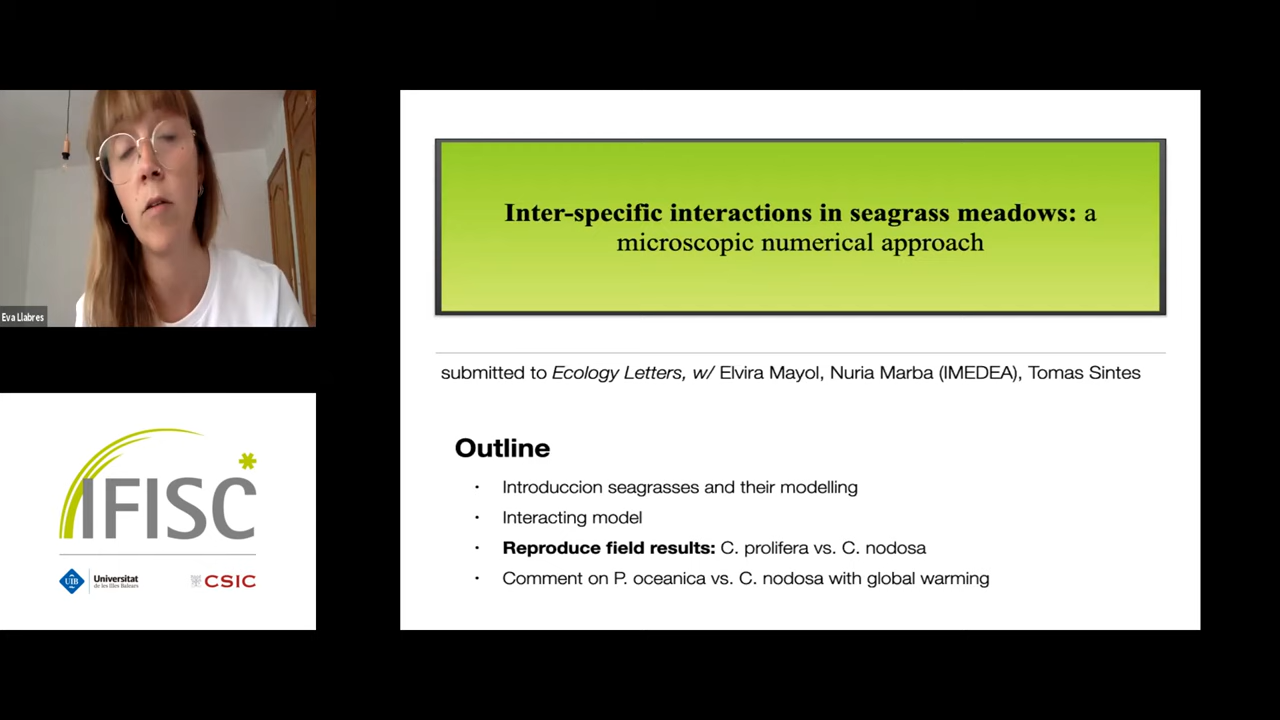 Eva Llabres
IFISC
UIB
Universitat
de les Illes Balears
CSIC
Inter-specific interactions in seagrass meadows: a
microscopic numerical approach
submitted to Ecology Letters, w/ Elvira Mayol, Nuria Marba (IMEDEA), Tomas Sintes
Outline
· Introduccion seagrasses and their modelling
· Interacting model
· Reproduce field results: C. prolifera vs. C. nodosa
· Comment on P. oceanica vs. C. nodosa with global warming